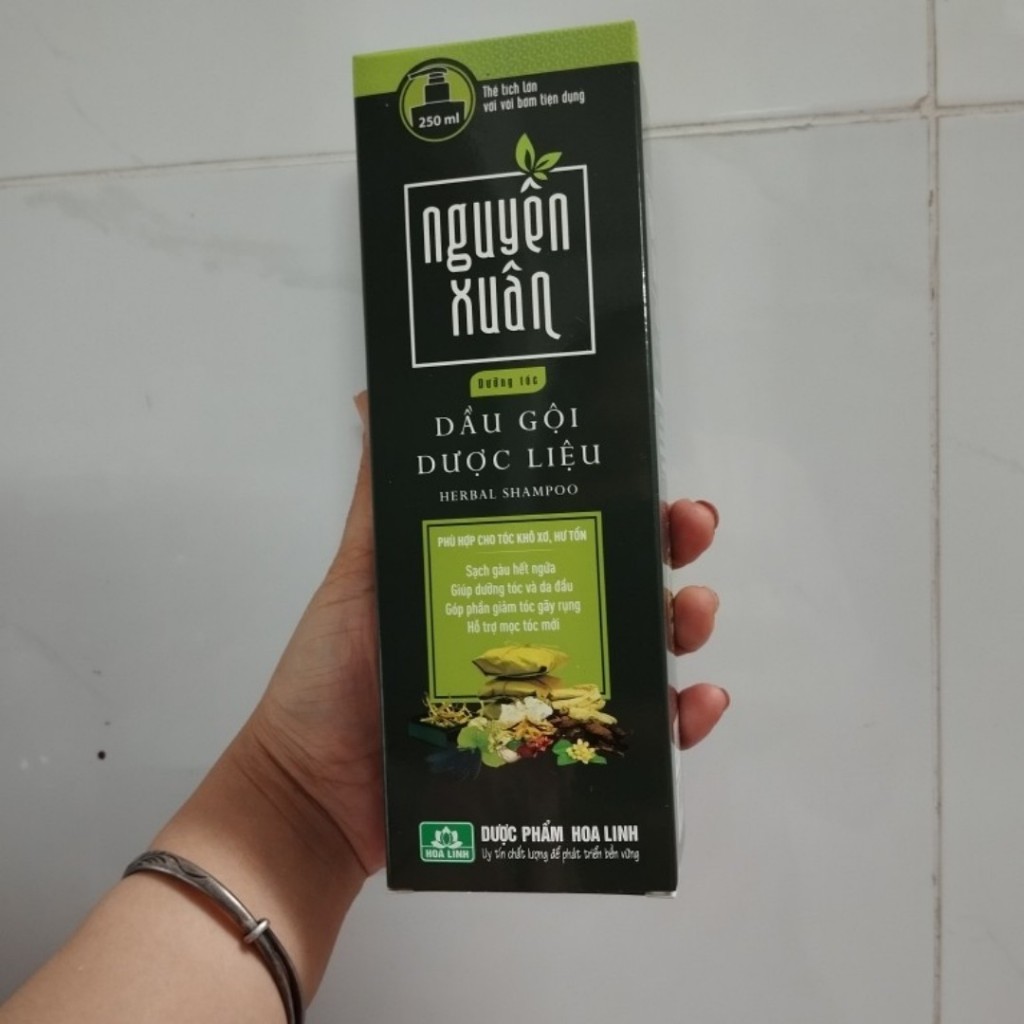 250 ml
Thể tích lớn
với vòi bơm tiện dụng
nguyên
xuân
Dưỡng tóc
DẦU GỘI
DƯỢC LIỆU
HERBAL SHAMPOO
PHÙ HỢP CHO TÓC KHÔ XƠ, HƯ TỔN
Sạch gàu hết ngứa
Giúp dưỡng tóc và da đầu
Góp phần giảm tóc gãy rụng
Hỗ trợ mọc tóc mới
HOA LINH
DƯỢC PHẨM HOA LINH
Uy tín chất lượng để phát triển bền vững